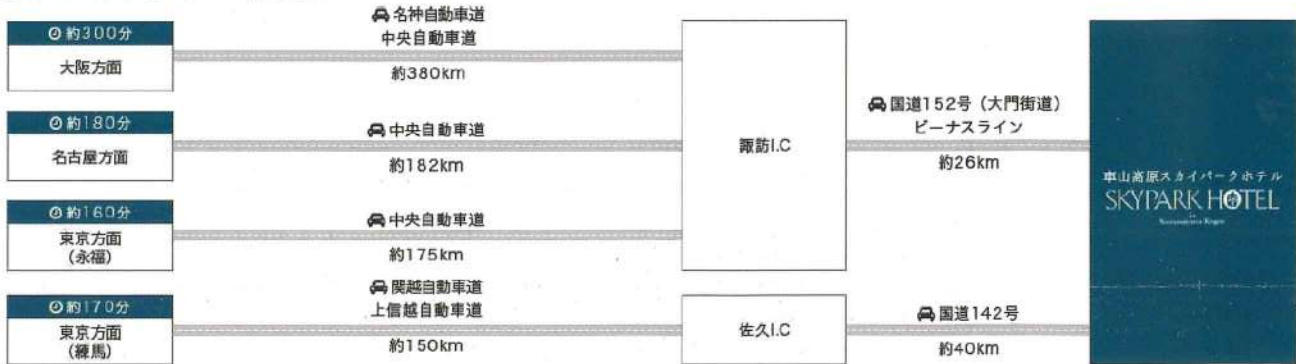 約300分
大阪方面
名神自動車道
中央自動車道
約380km
約180分
名古屋方面
中央自動車道
約182km
約160分
東京方面
(永福)
中央自動車道
約175km
諏訪I.C
国道152号(大門街道)
ビーナスライン
約26km
約170分
東京方面
(練馬)
関越自動車道
上信越自動車道
約150km
佐久I.C
国道142号
約40km
車山高原スカイパークホテル
SKYPARK HOTEL